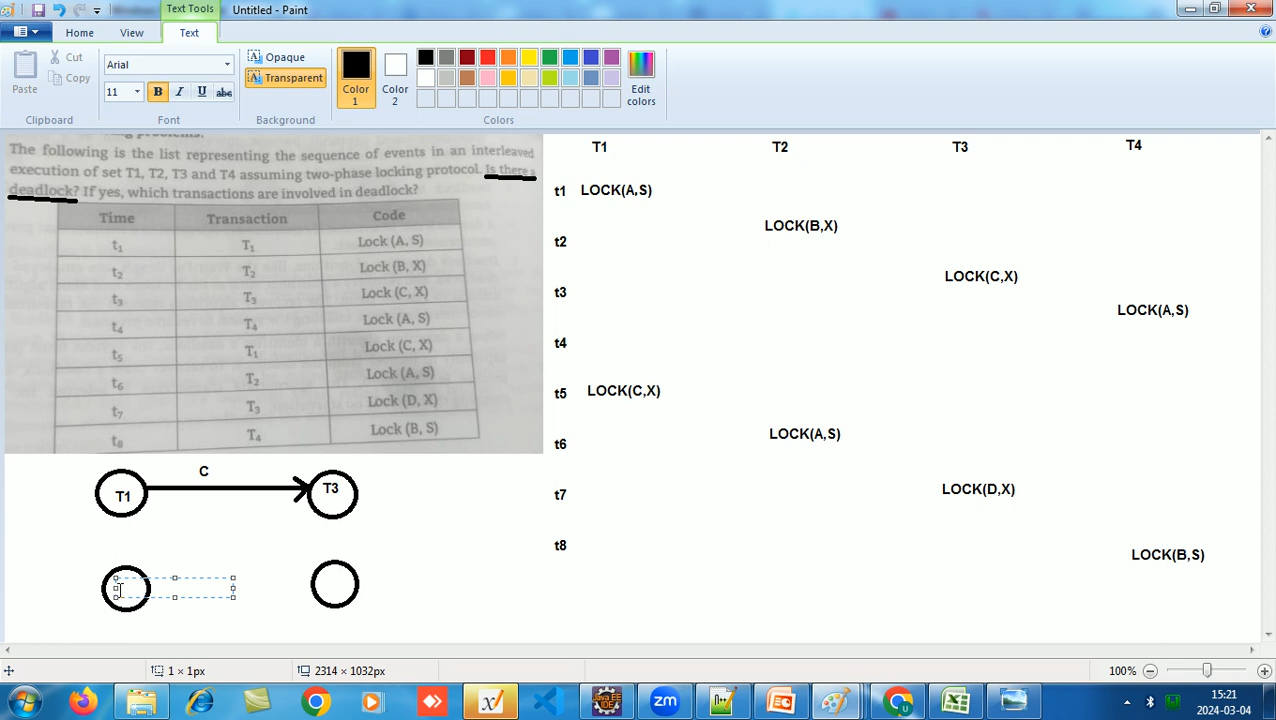 Untitled - Paint
Text Tools
Home
View
Text
Paste
Cut
Copy
Clipboard
Arial
11
B I U abc
Font
Opaque
Transparent
Background
Color 1
Color 2
Edit colors
Colors
The following is the list representing the sequence of events in an interleaved
execution of set T1, T2, T3 and T4 assuming two-phase locking protocol. Is there a
deadlock? If yes, which transactions are involved in deadlock?
Time Transaction Code
t1 T1 Lock (A, S)
t2 T2 Lock (B, X)
t3 T3 Lock (C, X)
t4 T4 Lock (A, S)
t5 T1 Lock (C, X)
t6 T2 Lock (A, S)
t7 T3 Lock (D, X)
t8 T4 Lock (B, S)
C
T1 T3
T1 T2 T3 T4
t1 LOCK(A,S)
LOCK(B,X)
t2
LOCK(C,X)
t3
LOCK(A,S)
t4
t5 LOCK(C,X)
LOCK(A,S)
t6
LOCK(D,X)
t7
t8
LOCK(B,S)
1 × 1px
2314 × 1032px
100%
zm
Java EE IDE
15:21
2024-03-04